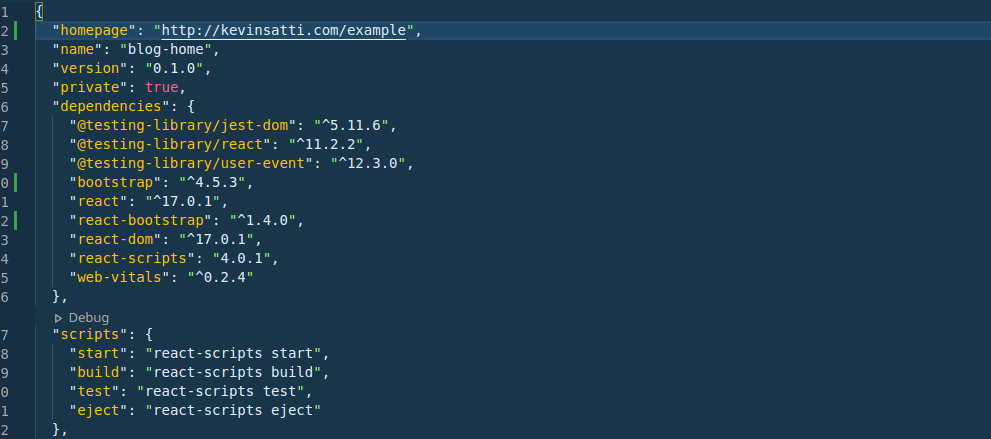 1 {
2 "homepage": "http://kevinsatti.com/example",
3 "name": "blog-home",
4 "version": "0.1.0",
5 "private": true,
6 "dependencies": {
7 "@testing-library/jest-dom": "^5.11.6",
8 "@testing-library/react": "^11.2.2",
9 "@testing-library/user-event": "^12.3.0",
0 "bootstrap": "^4.5.3",
1 "react": "^17.0.1",
2 "react-bootstrap": "^1.4.0",
3 "react-dom": "^17.0.1",
4 "react-scripts": "4.0.1",
5 "web-vitals": "^0.2.4"
6 },
Debug
7 "scripts": {
8 "start": "react-scripts start",
9 "build": "react-scripts build",
0 "test": "react-scripts test",
1 "eject": "react-scripts eject"
2 },